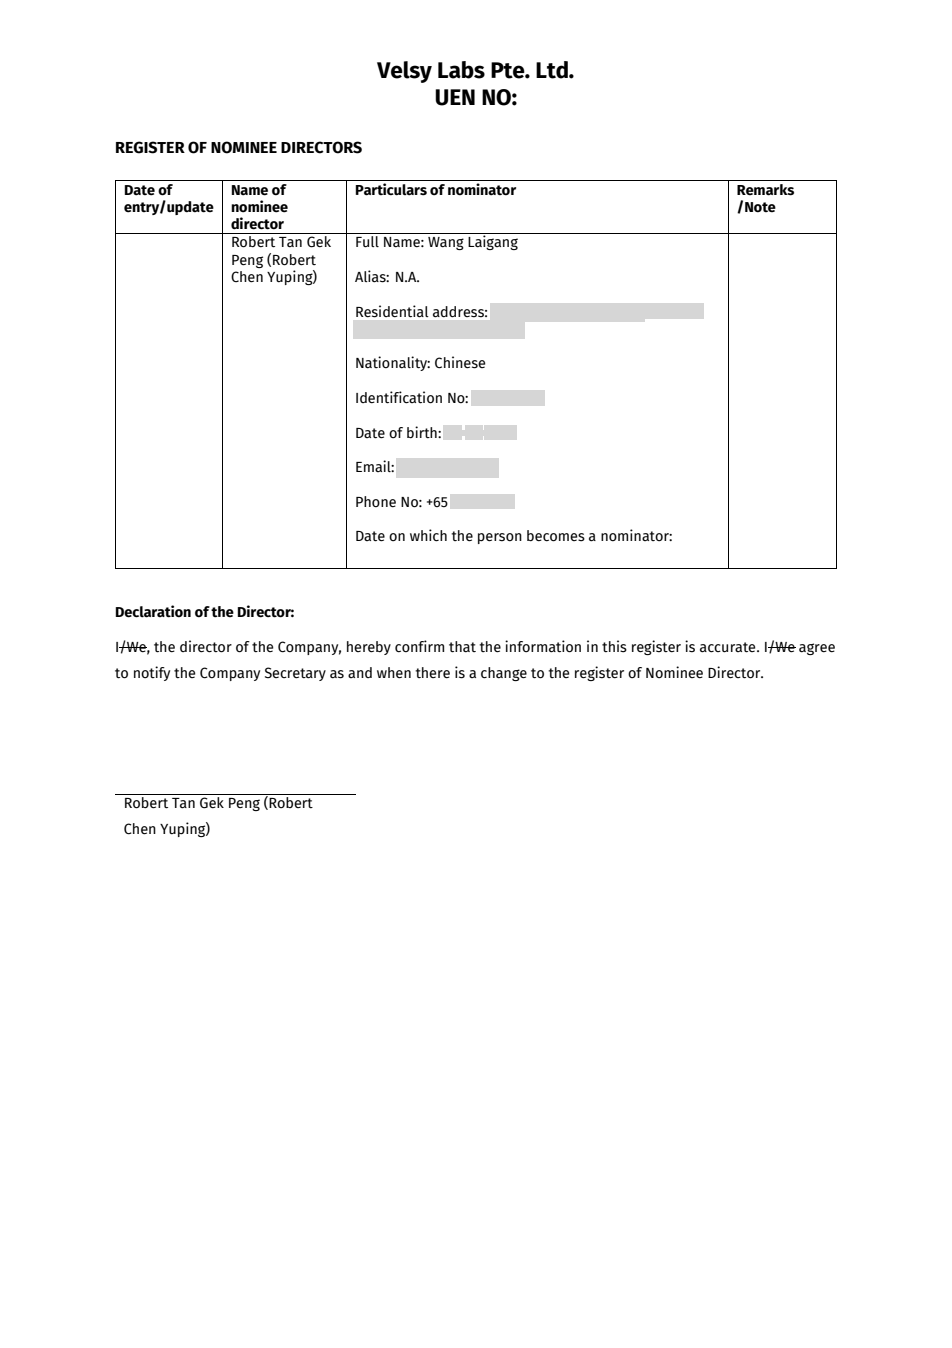 Velsy Labs Pte. Ltd.
UEN NO:
REGISTER OF NOMINEE DIRECTORS
Date of entry/update
Name of nominee director
Particulars of nominator
Remarks /Note
Robert Tan Gek
Peng (Robert
Chen Yuping)
Full Name: Wang Laigang
Alias: N.A.
Residential address:
Nationality: Chinese
Identification No:
Date of birth:
Email:
Phone No: +65
Date on which the person becomes a nominator:
Declaration of the Director:
I/We, the director of the Company, hereby confirm that the information in this register is accurate. I/We agree
to notify the Company Secretary as and when there is a change to the register of Nominee Director.
Robert Tan Gek Peng (Robert
Chen Yuping)